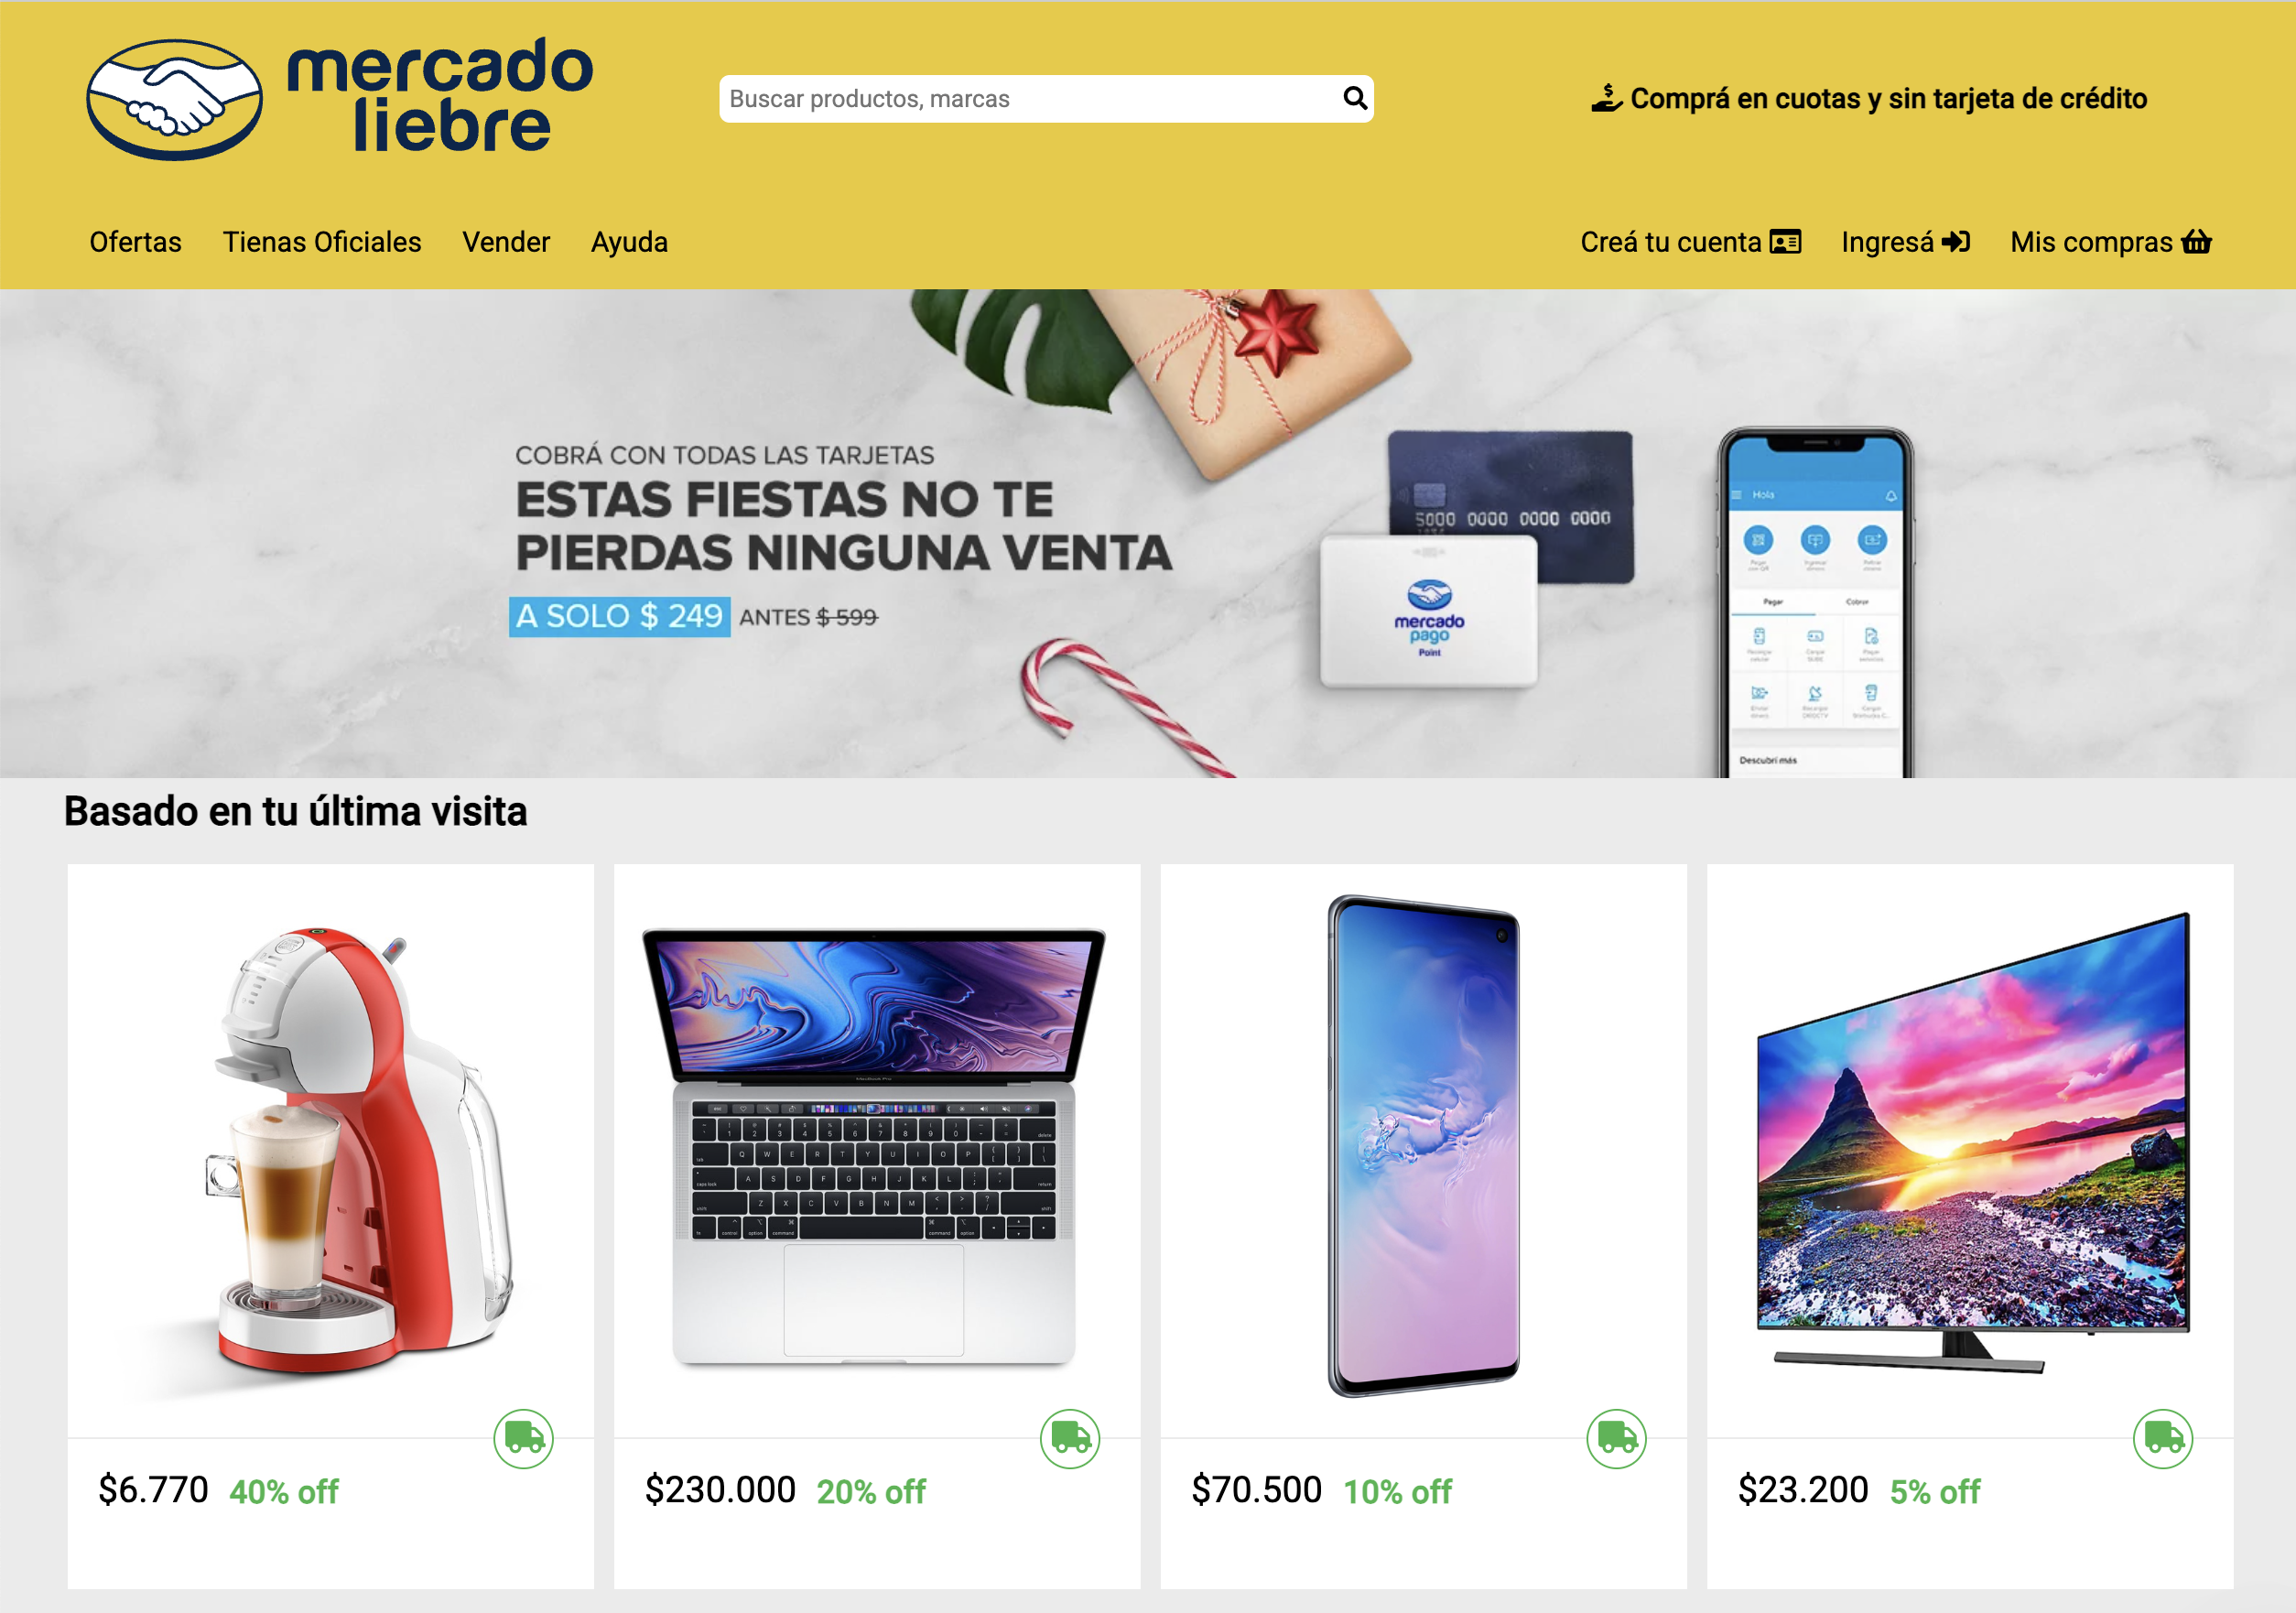 mercado
liebre
Buscar productos, marcas
Comprá en cuotas y sin tarjeta de crédito
Ofertas
Tienas Oficiales
Vender
Ayuda
Creá tu cuenta
Ingresá
Mis compras
COBRÁ CON TODAS LAS TARJETAS
ESTAS FIESTAS NO TE
PIERDAS NINGUNA VENTA
A SOLO $ 249 ANTES $ 599
5000 0000 0000 0000
mercado
pago
Point
Hola
Pagar
Cobrar
Descubrí más
Basado en tu última visita
$6.770 40% off
$230.000 20% off
$70.500 10% off
$23.200 5% off